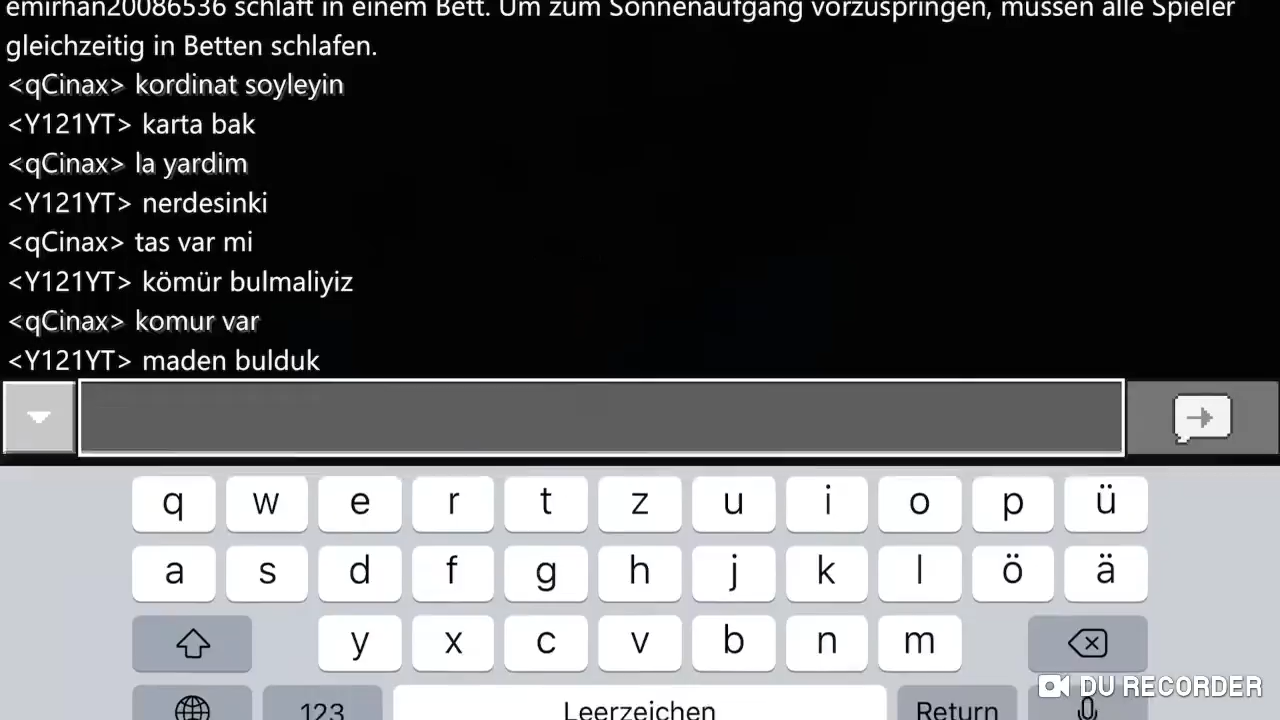 emirhan20086536 schläft in einem Bett. Um zum Sonnenaufgang vorzuspringen, müssen alle Spieler
gleichzeitig in Betten schlafen.
<qCinax> kordinat soyleyin
<Y121YT> karta bak
<qCinax> la yardim
<Y121YT> nerdesinki
<qCinax> tas var mi
<Y121YT> kömür bulmaliyiz
<qCinax> komur var
<Y121YT> maden bulduk
q w e r t z u i o p ü
a s d f g h j k l ö ä
y x c v b n m
123 Leerzeichen Return
DU RECORDER